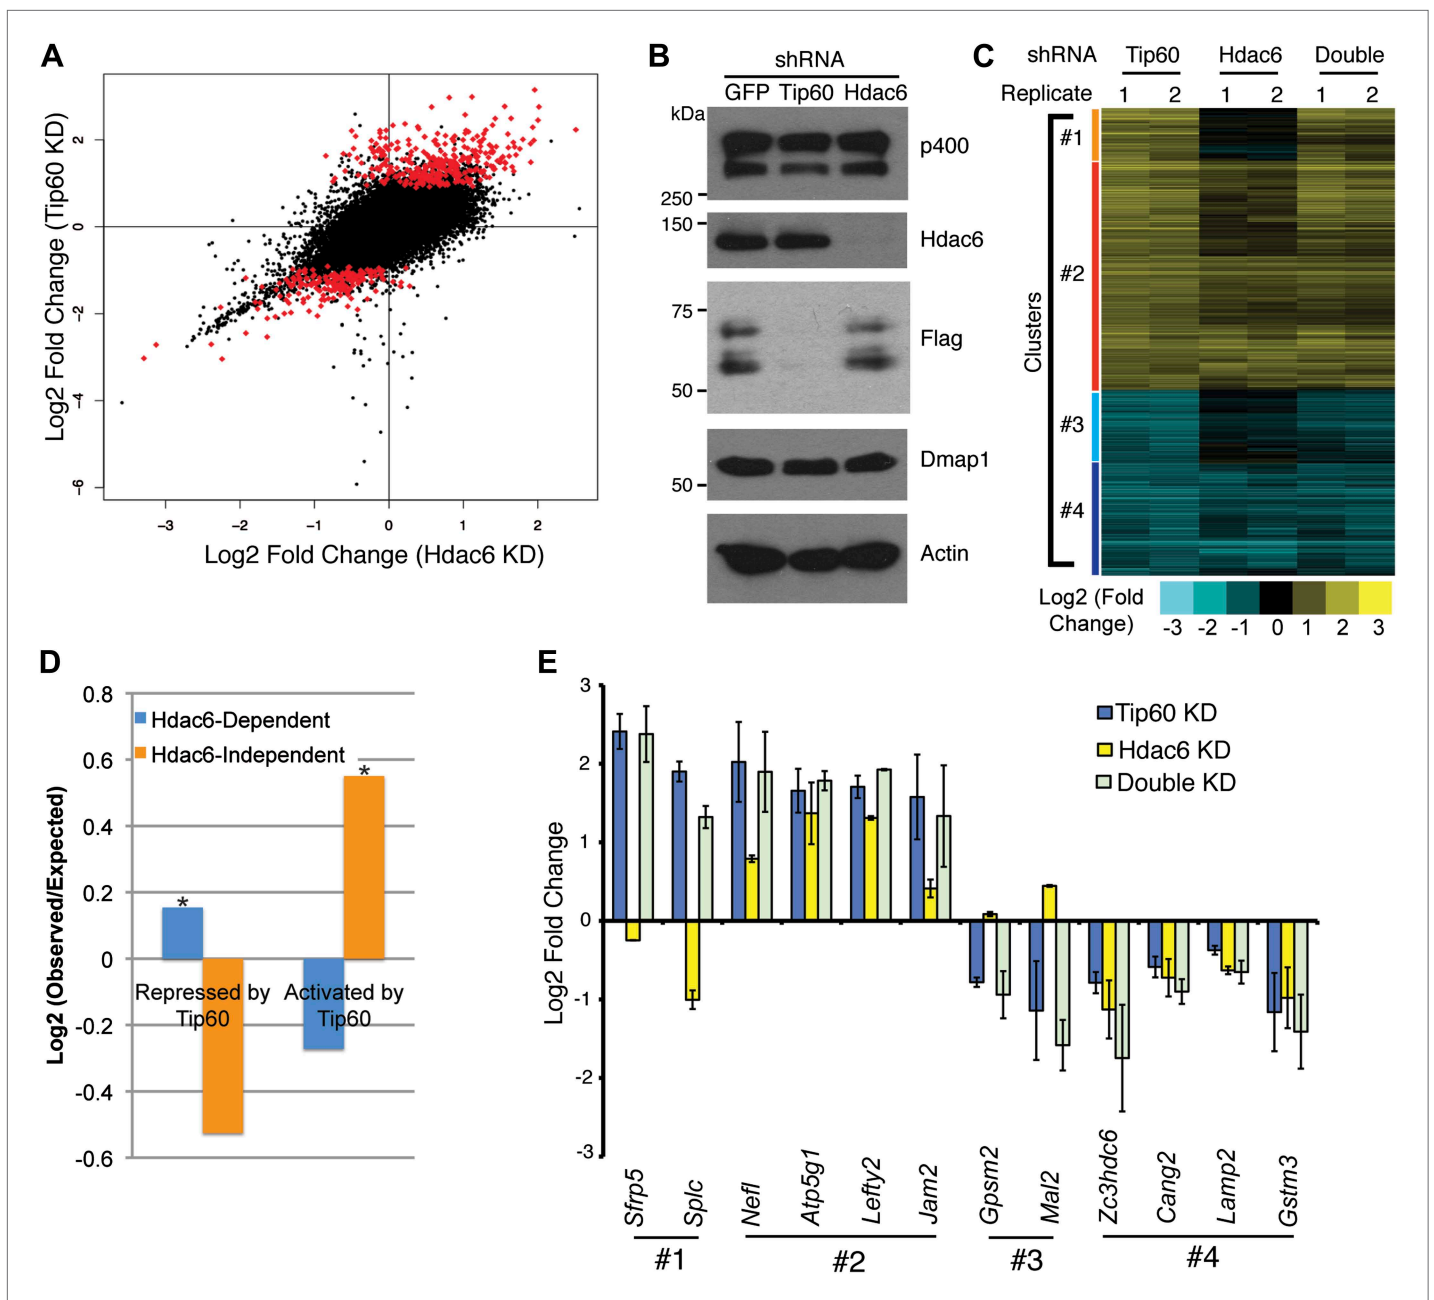 A
Log2 Fold Change (Tip60 KD)
2
0
-2
-4
-6
-3 -2 -1 0 1 2
Log2 Fold Change (Hdac6 KD)
B
shRNA
GFP Tip60 Hdac6
kDa
p400
250
150
Hdac6
75
Flag
50
Dmap1
50
Actin
C
shRNA Tip60 Hdac6 Double
Replicate 1 2 1 2 1 2
Clusters
#1
#2
#3
#4
Log2 (Fold Change)
-3 -2 -1 0 1 2 3
D
Log2 (Observed/Expected)
0.8
0.6
0.4
0.2
0
-0.2
-0.4
-0.6
Hdac6-Dependent
Hdac6-Independent
*
*
Repressed by Tip60
Activated by Tip60
E
Log2 Fold Change
3
2
1
0
-1
-2
-3
Tip60 KD
Hdac6 KD
Double KD
Sfrp5
Splc
Nefl
Atp5g1
Lefty2
Jam2
Gpsm2
Mal2
Zc3hdc6
Cang2
Lamp2
Gstm3
#1 #2 #3 #4